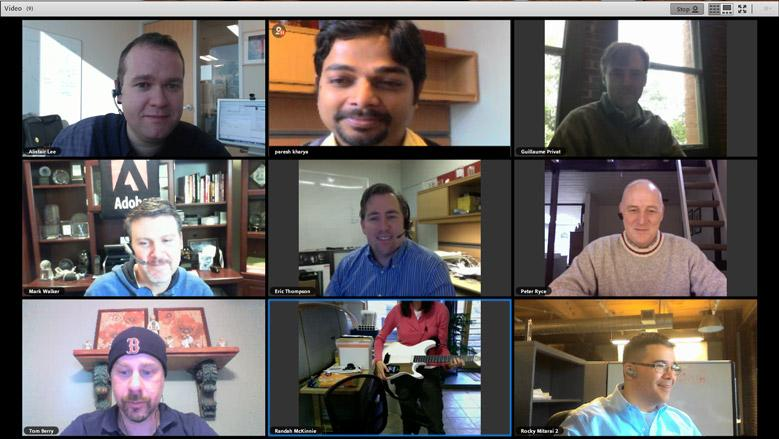 Video (9)
Stop
Alistair Lee
paresh kharya
Guillaume Privat
Adobe
Mark Walker
Eric Thompson
Peter Ryce
B
Tom Berry
Randah McKinnie
Rocky Mitarai 2